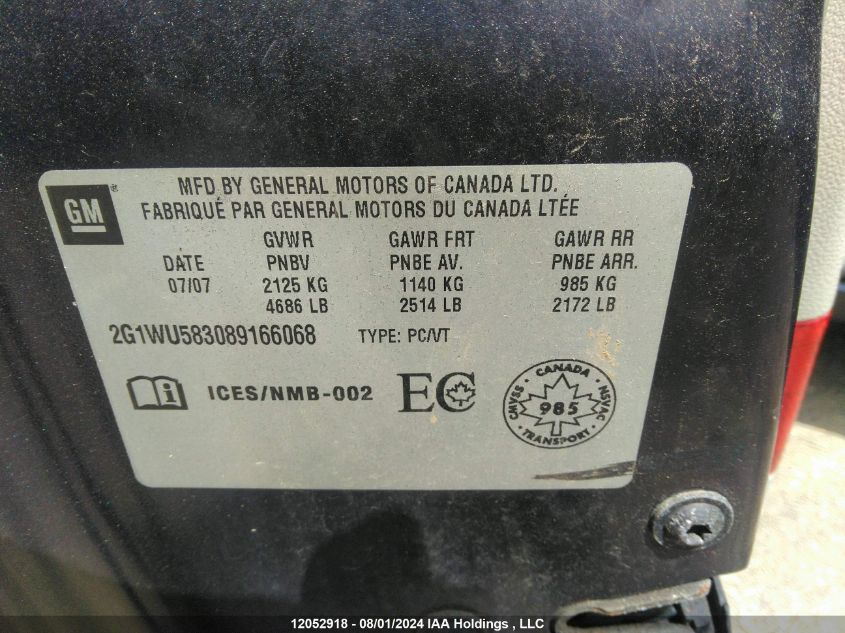 GM®
MFD BY GENERAL MOTORS OF CANADA LTD.
FABRIQUÉ PAR GENERAL MOTORS DU CANADA LTÉE
GVWR GAWR FRT GAWR RR
DATE PNBV PNBE AV. PNBE ARR.
07/07 2125 KG 1140 KG 985 KG
4686 LB 2514 LB 2172 LB
2G1WU583089166068 TYPE: PC/VT
i ICES/NMB-002 EC
CANADA
CMVSS 985 NSVAC
TRANSPORT
12052918 - 08/01/2024 IAA Holdings , LLC